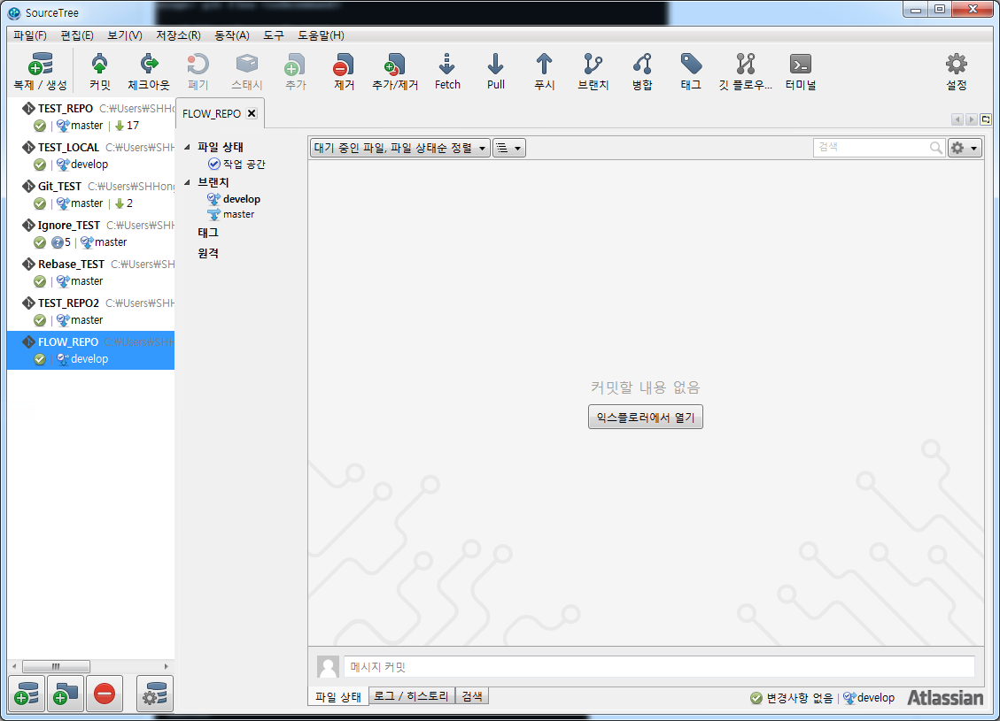 SourceTree
파일(F) 편집(E) 보기(V) 저장소(R) 동작(A) 도구 도움말(H)
복제 / 생성 커밋 체크아웃 폐기 스태시 추가 제거 추가/제거 Fetch Pull 푸시 브랜치 병합 태그 깃 플로우... 터미널 설정
TEST_REPO C:₩Users₩SHHo
master | 17
TEST_LOCAL C:₩Users₩SHH
develop
Git_TEST C:₩Users₩SHHong
master | 2
Ignore_TEST C:₩Users₩SHH
5 | master
Rebase_TEST C:₩Users₩SH
master
TEST_REPO2 C:₩Users₩SHH
master
FLOW_REPO C:₩Users₩SHH
develop
FLOW_REPO
파일 상태
작업 공간
브랜치
develop
master
태그
원격
대기 중인 파일, 파일 상태순 정렬
검색
커밋할 내용 없음
익스플로러에서 열기
메시지 커밋
파일 상태 로그 / 히스토리 검색
변경사항 없음 | develop Atlassian